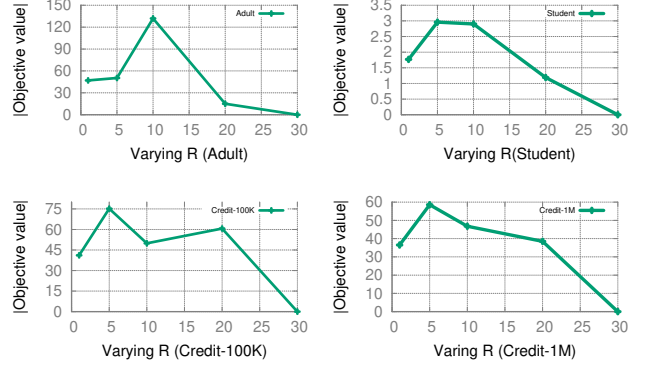 |Objective value|
150
120
90
60
30
0
Adult
0 5 10 15 20 25 30
Varying R (Adult)
|Objective value|
3.5
3
2.5
2
1.5
1
0.5
0
Student
0 5 10 15 20 25 30
Varying R(Student)
|Objective value|
75
60
45
30
15
0
Credit-100K
0 5 10 15 20 25 30
Varying R (Credit-100K)
|Objective value|
60
50
40
30
20
10
0
Credit-1M
0 5 10 15 20 25 30
Varing R (Credit-1M)